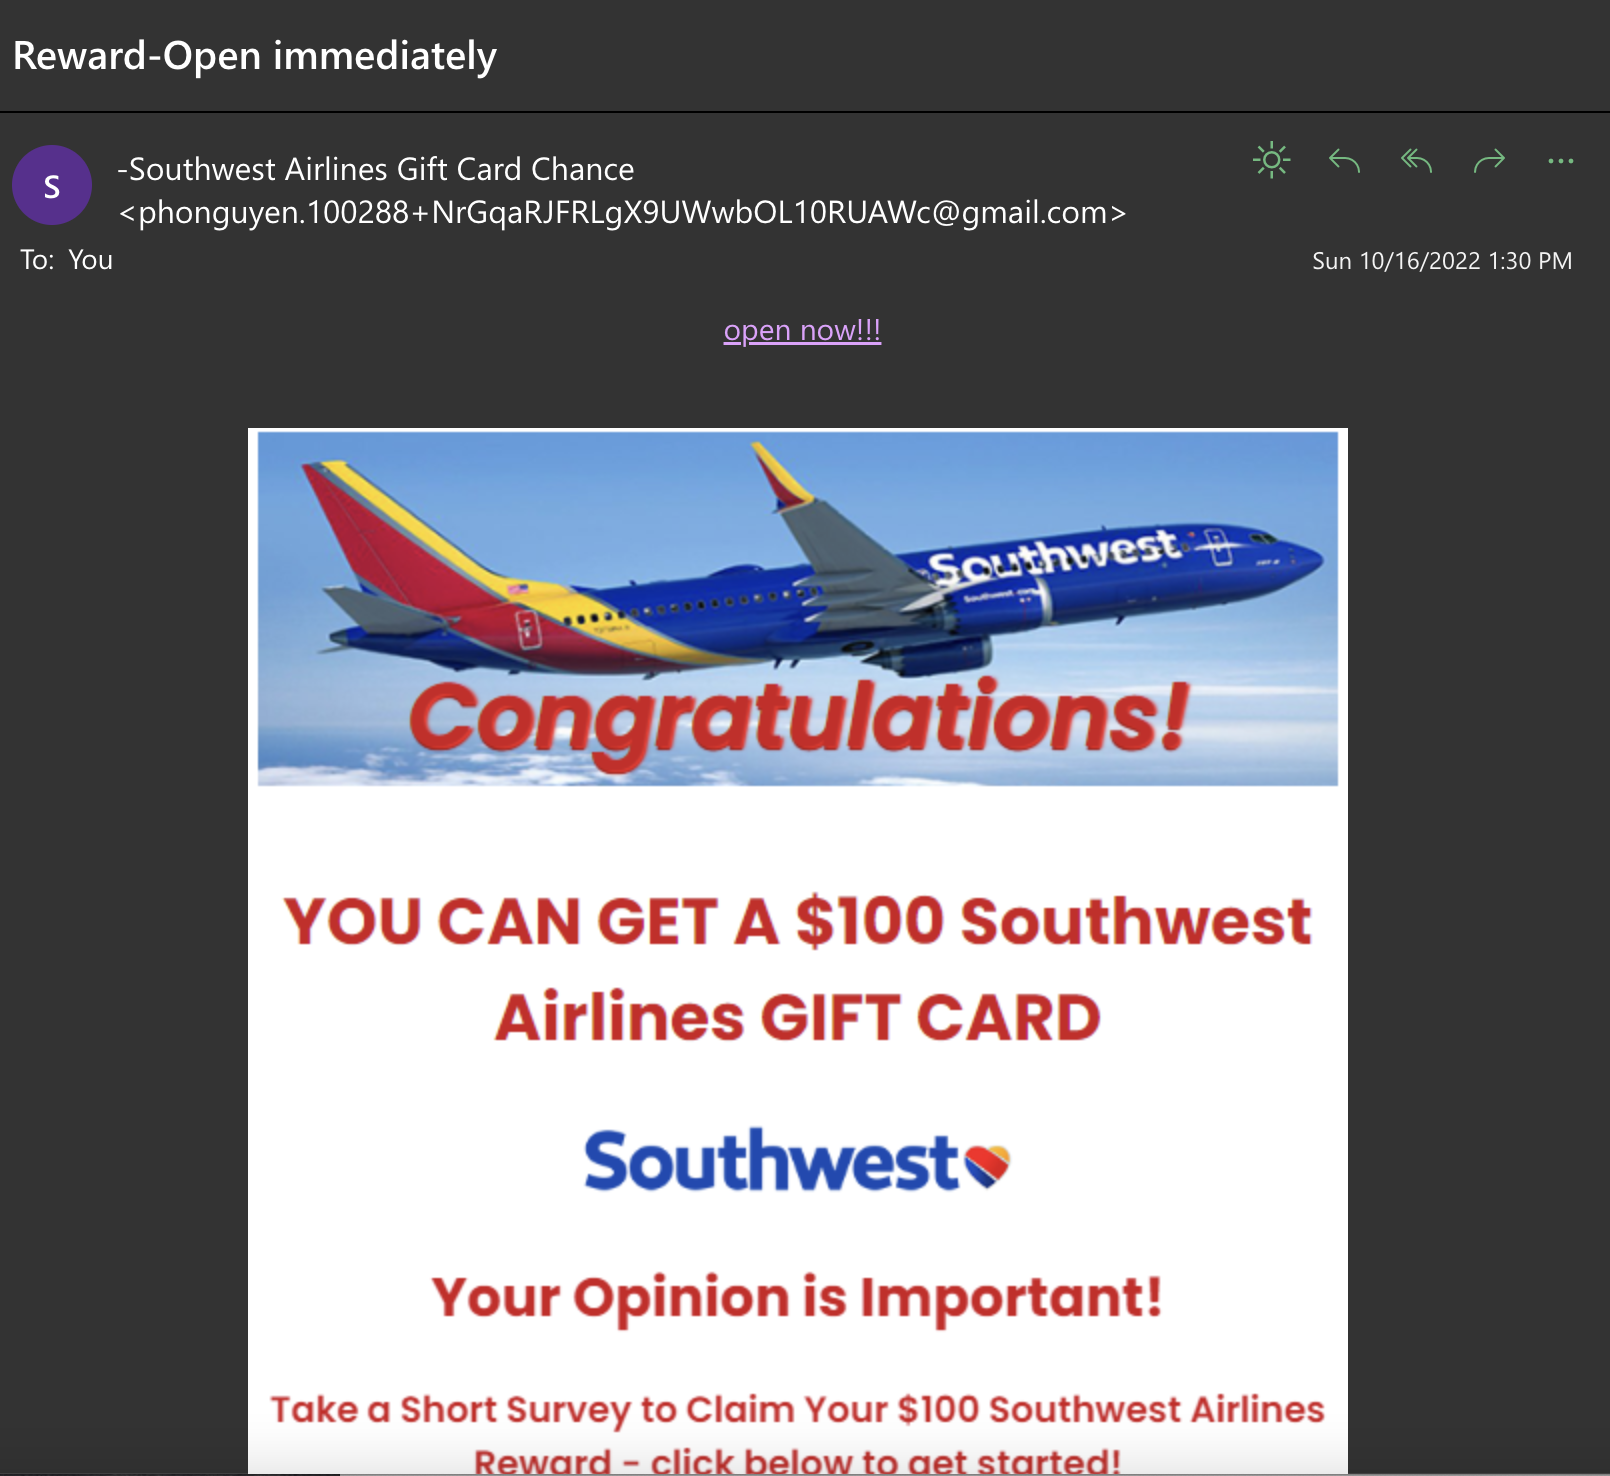 Reward-Open immediately
S
-Southwest Airlines Gift Card Chance
<phonguyen.100288+NrGqaRJFRLgX9UWwbOL10RUAWc@gmail.com>
To: You
Sun 10/16/2022 1:30 PM
open now!!!
Southwest
Southwest.com
Congratulations!
YOU CAN GET A $100 Southwest
Airlines GIFT CARD
Southwest
Your Opinion is Important!
Take a Short Survey to Claim Your $100 Southwest Airlines
Reward - click below to get started!